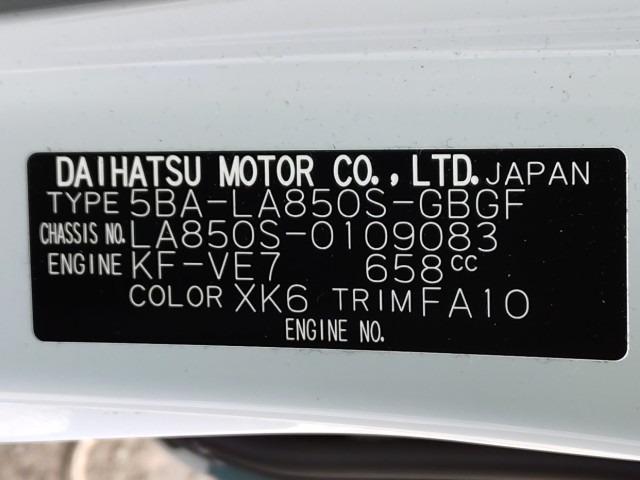 DAIHATSU MOTOR CO., LTD. JAPAN
TYPE 5BA-LA850S-GBGF
CHASSIS NO. LA850S-0109083
ENGINE KF-VE7 658cc
COLOR XK6 TRIM FA10
ENGINE NO.